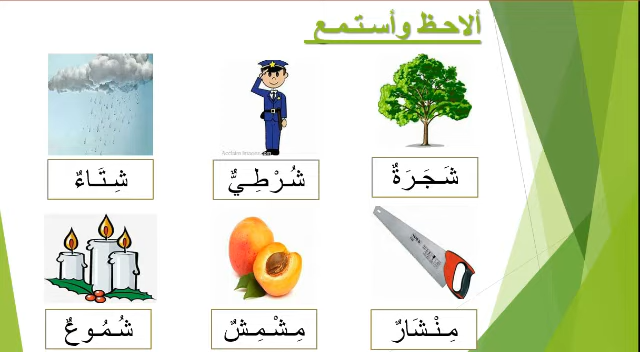 ألاحظ وأستمع
شَجَرَةٌ
شُرْطِيٌّ
شِتَاءٌ
مِنْشَارٌ
مِشْمِشٌ
شُمُوعٌ